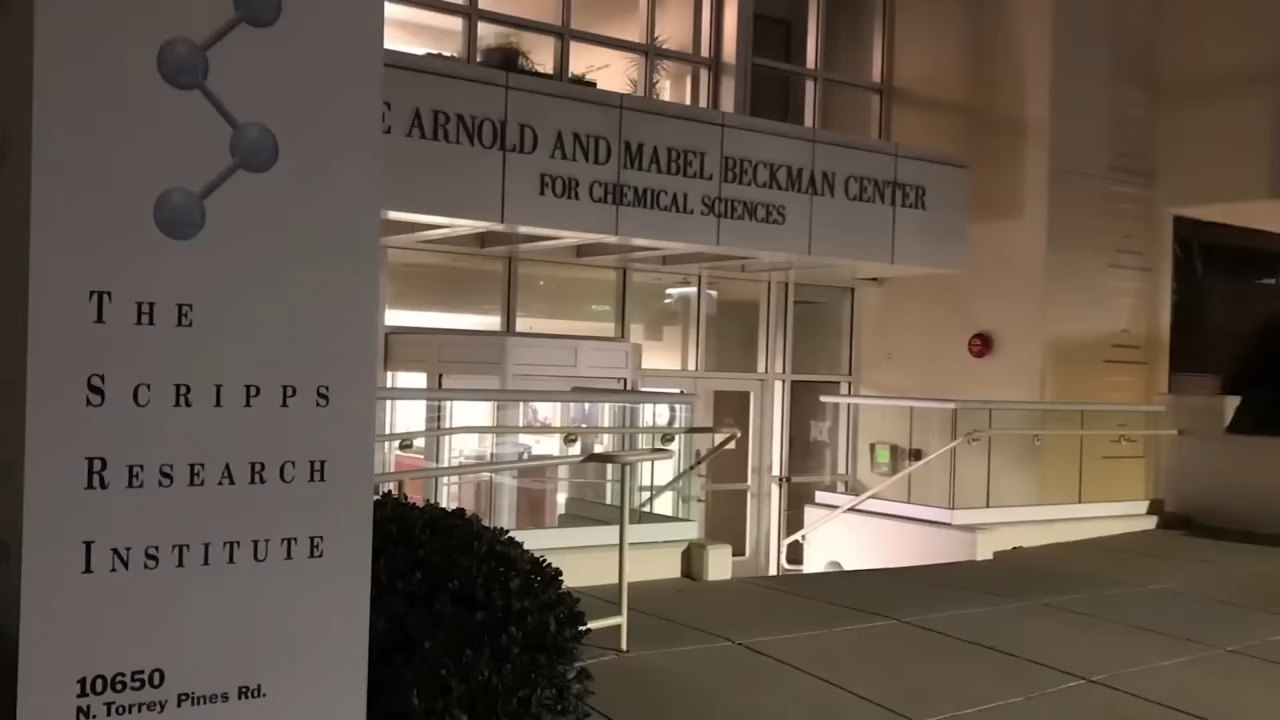 THE
SCRIPPS
RESEARCH
INSTITUTE
10650
N. Torrey Pines Rd.
E ARNOLD AND MABEL BECKMAN CENTER
FOR CHEMICAL SCIENCES